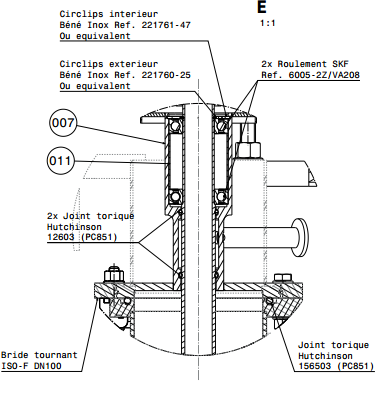 E
1:1
Circlips interieur
Béné Inox Ref. 221761-47
Ou equivalent
Circlips exterieur
Béné Inox Ref. 221760-25
Ou equivalent
2x Roulement SKF
Ref. 6005-2Z/VA208
007
011
2x Joint torique
Hutchinson
12603 (PC851)
Bride tournant
ISO-F DN100
Joint torique
Hutchinson
156503 (PC851)